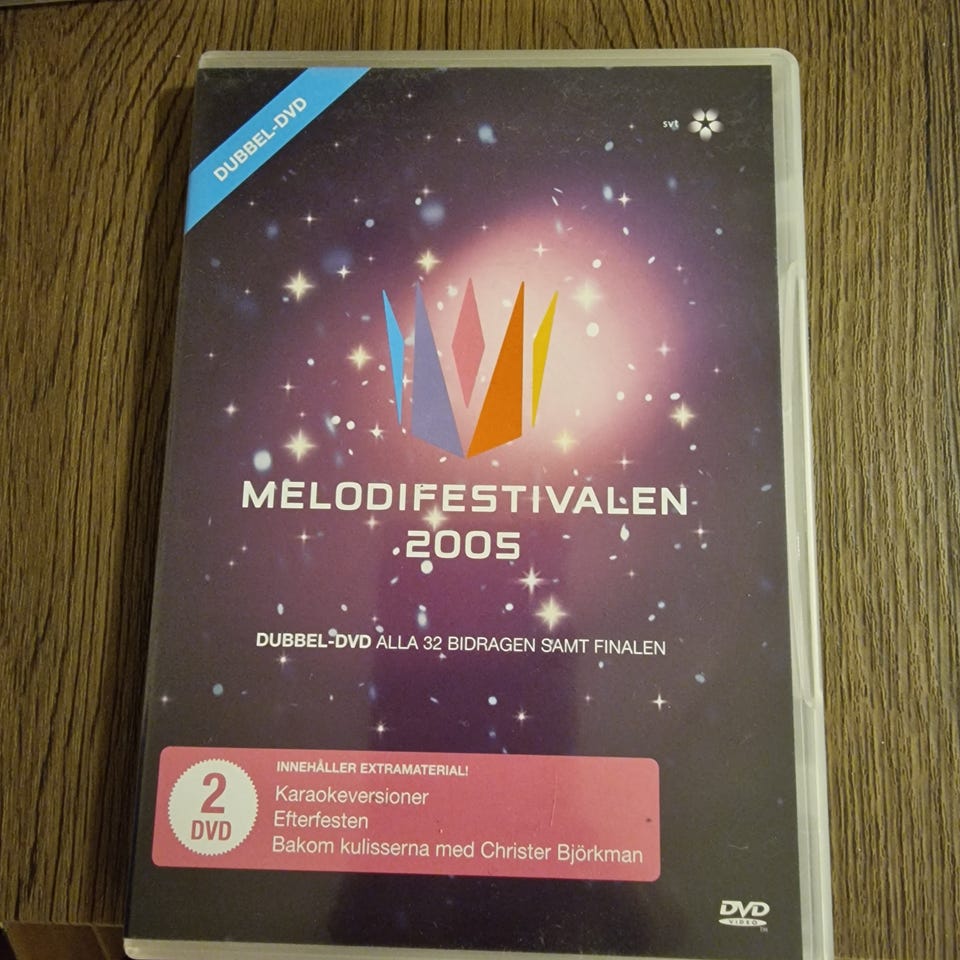 DUBBEL-DVD
svt
MELODIFESTIVALEN
2005
DUBBEL-DVD ALLA 32 BIDRAGEN SAMT FINALEN
2
DVD
INNEHÅLLER EXTRAMATERIAL!
Karaokeversioner
Efterfesten
Bakom kulisserna med Christer Björkman
DVD
VIDEO
TM